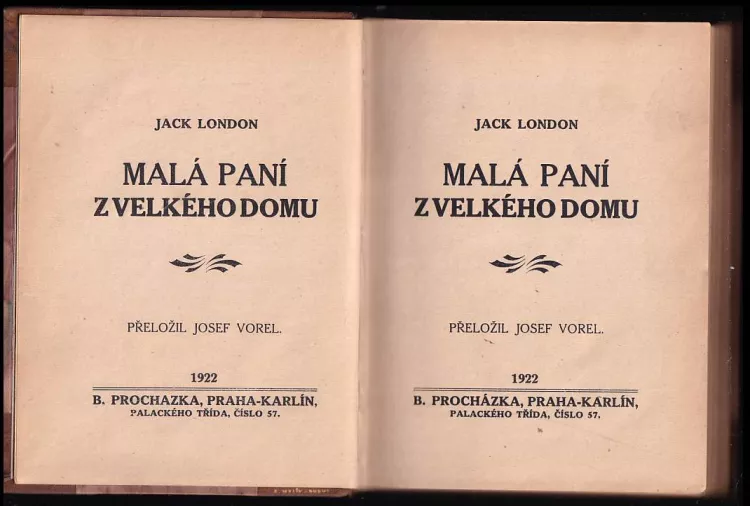 JACK LONDON
MALÁ PANÍ
Z VELKÉHO DOMU
PŘELOŽIL JOSEF VOREL.
1922
B. PROCHAZKA, PRAHA-KARLÍN,
PALACKÉHO TŘÍDA, ČÍSLO 57.
JACK LONDON
MALÁ PANÍ
Z VELKÉHO DOMU
PŘELOŽIL JOSEF VOREL.
1922
B. PROCHÁZKA, PRAHA-KARLÍN,
PALACKÉHO TŘÍDA, ČÍSLO 57.